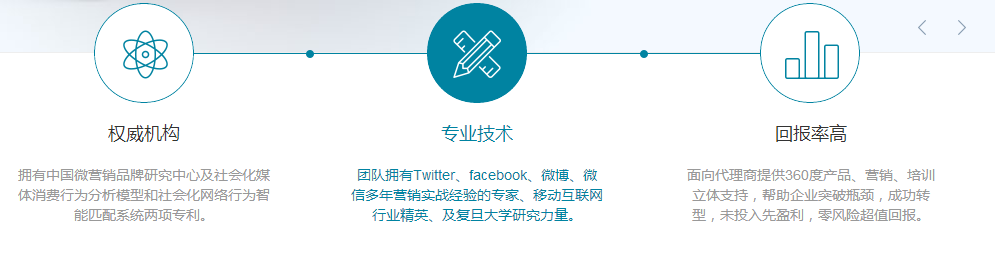 权威机构
拥有中国微营销品牌研究中心及社会化媒
体消费行为分析模型和社会化网络行为智
能匹配系统两项专利。
专业技术
团队拥有Twitter、facebook、微博、微
信多年营销实战经验的专家、移动互联网
行业精英、及复旦大学研究力量。
回报率高
面向代理商提供360度产品、营销、培训
立体支持，帮助企业突破瓶颈，成功转
型，未投入先盈利，零风险超值回报。